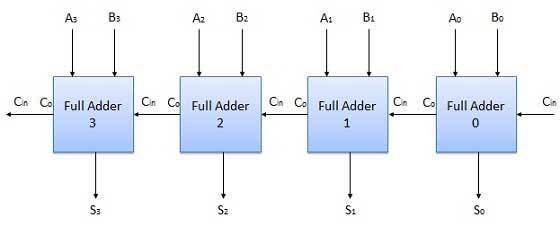 A3 B3 A2 B2 A1 B1 A0 B0
Cin Co Full Adder 3 Cin Co Full Adder 2 Cin Co Full Adder 1 Cin Co Full Adder 0 Cin
S3 S2 S1 S0